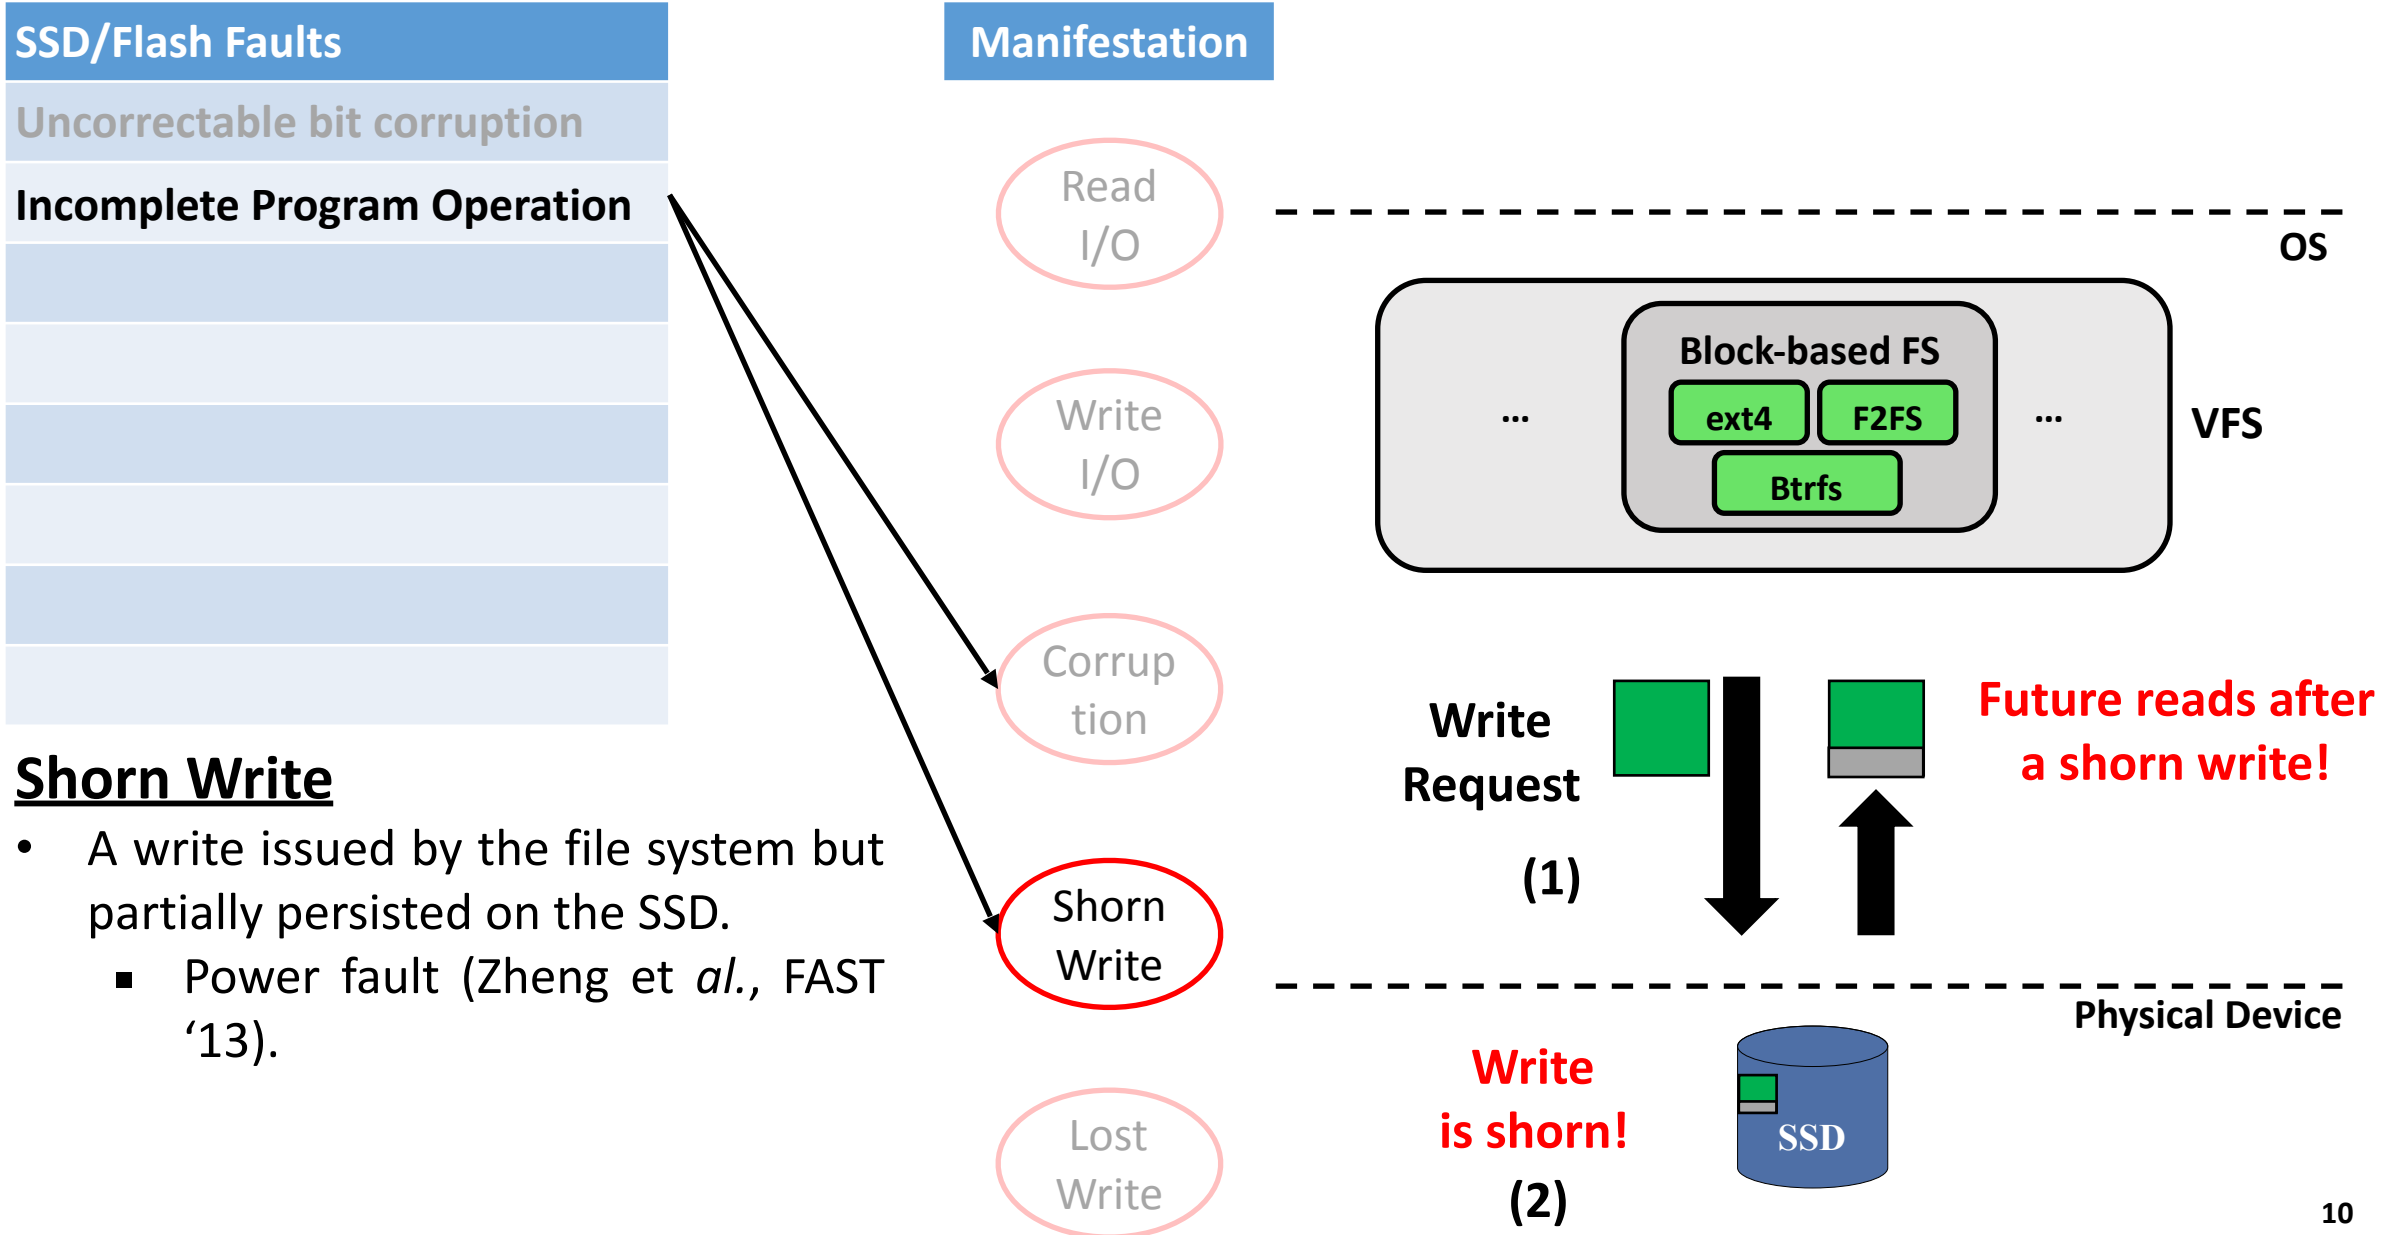 SSD/Flash Faults
Uncorrectable bit corruption
Incomplete Program Operation
Shorn Write
• A write issued by the file system but
partially persisted on the SSD.
▪ Power fault (Zheng et al., FAST
‘13).
Manifestation
Read
I/O
Write
I/O
Corrup
tion
Shorn
Write
Lost
Write
OS
Block-based FS
ext4
F2FS
Btrfs
...
...
VFS
Write
Request
(1)
Future reads after
a shorn write!
Physical Device
Write
is shorn!
(2)
SSD
10